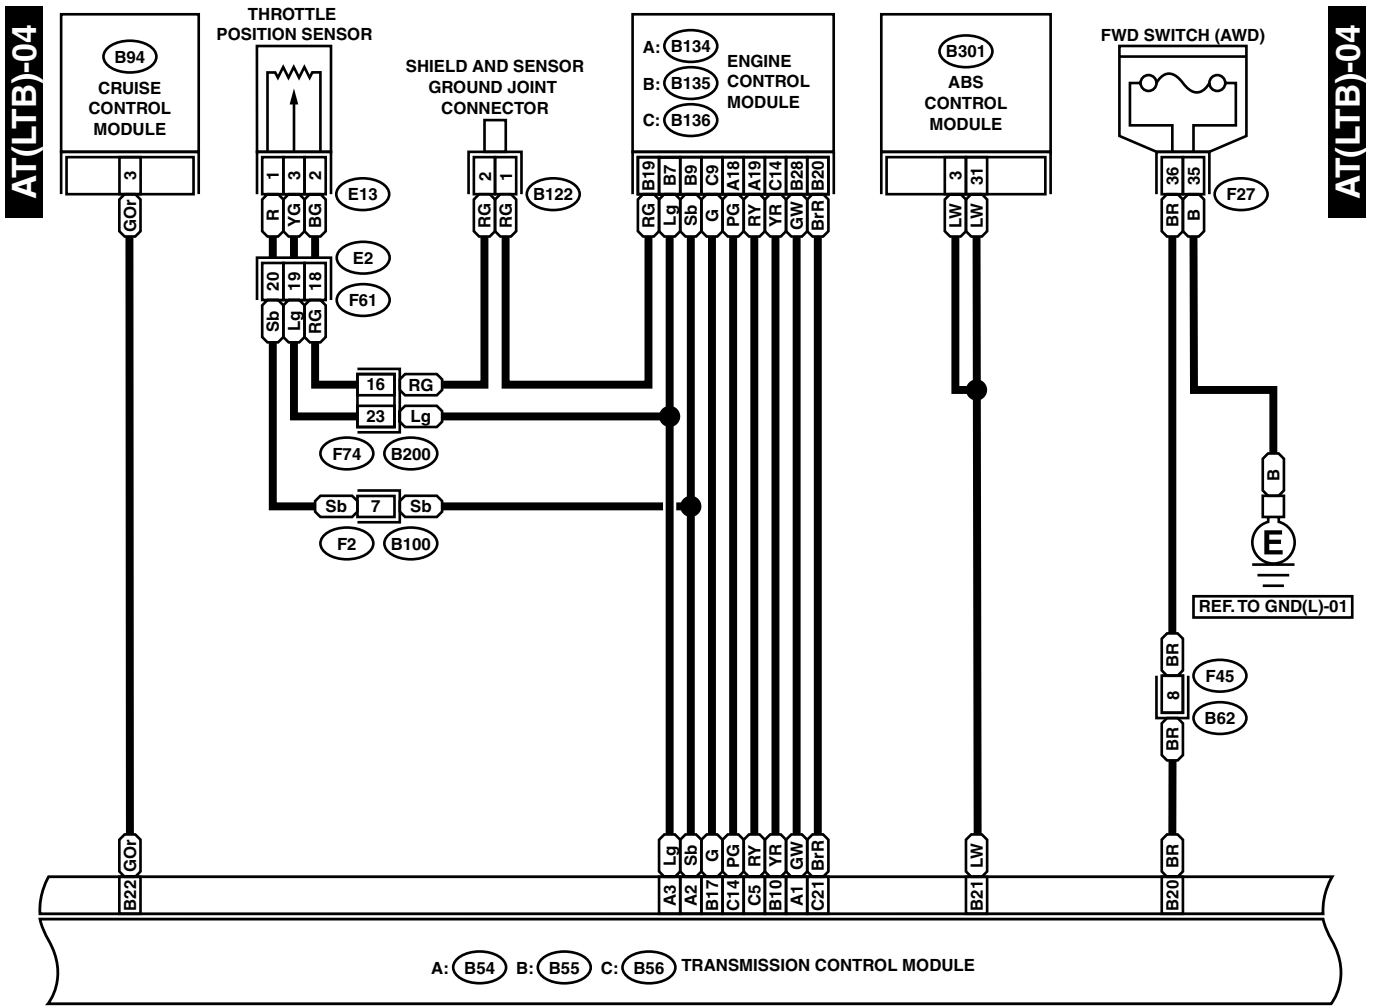 AT(LTB)-04
B94
CRUISE
CONTROL
MODULE
3
GOr
THROTTLE
POSITION SENSOR
1 3 2
E13
R YG BG
E2
20 19 18
F61
Sb Lg RG
SHIELD AND SENSOR
GROUND JOINT
CONNECTOR
2 1
B122
RG RG
16 RG
23 Lg
F74 B200
Sb 7 Sb
F2 B100
A: B134
B: B135
C: B136
ENGINE
CONTROL
MODULE
B19 B7 B9 C9 A18 A19 C14 B28 B20
RG Lg Sb G PG RY YR GW BrR
B301
ABS
CONTROL
MODULE
3 31
LW LW
FWD SWITCH (AWD)
36 35
F27
BR B
B
E
REF. TO GND(L)-01
BR
F45
8
B62
BR
AT(LTB)-04
GOr Lg Sb G PG RY YR GW BrR LW BR
B22 A3 A2 B17 C14 C5 B10 A1 C21 B21 B20
A: B54 B: B55 C: B56 TRANSMISSION CONTROL MODULE